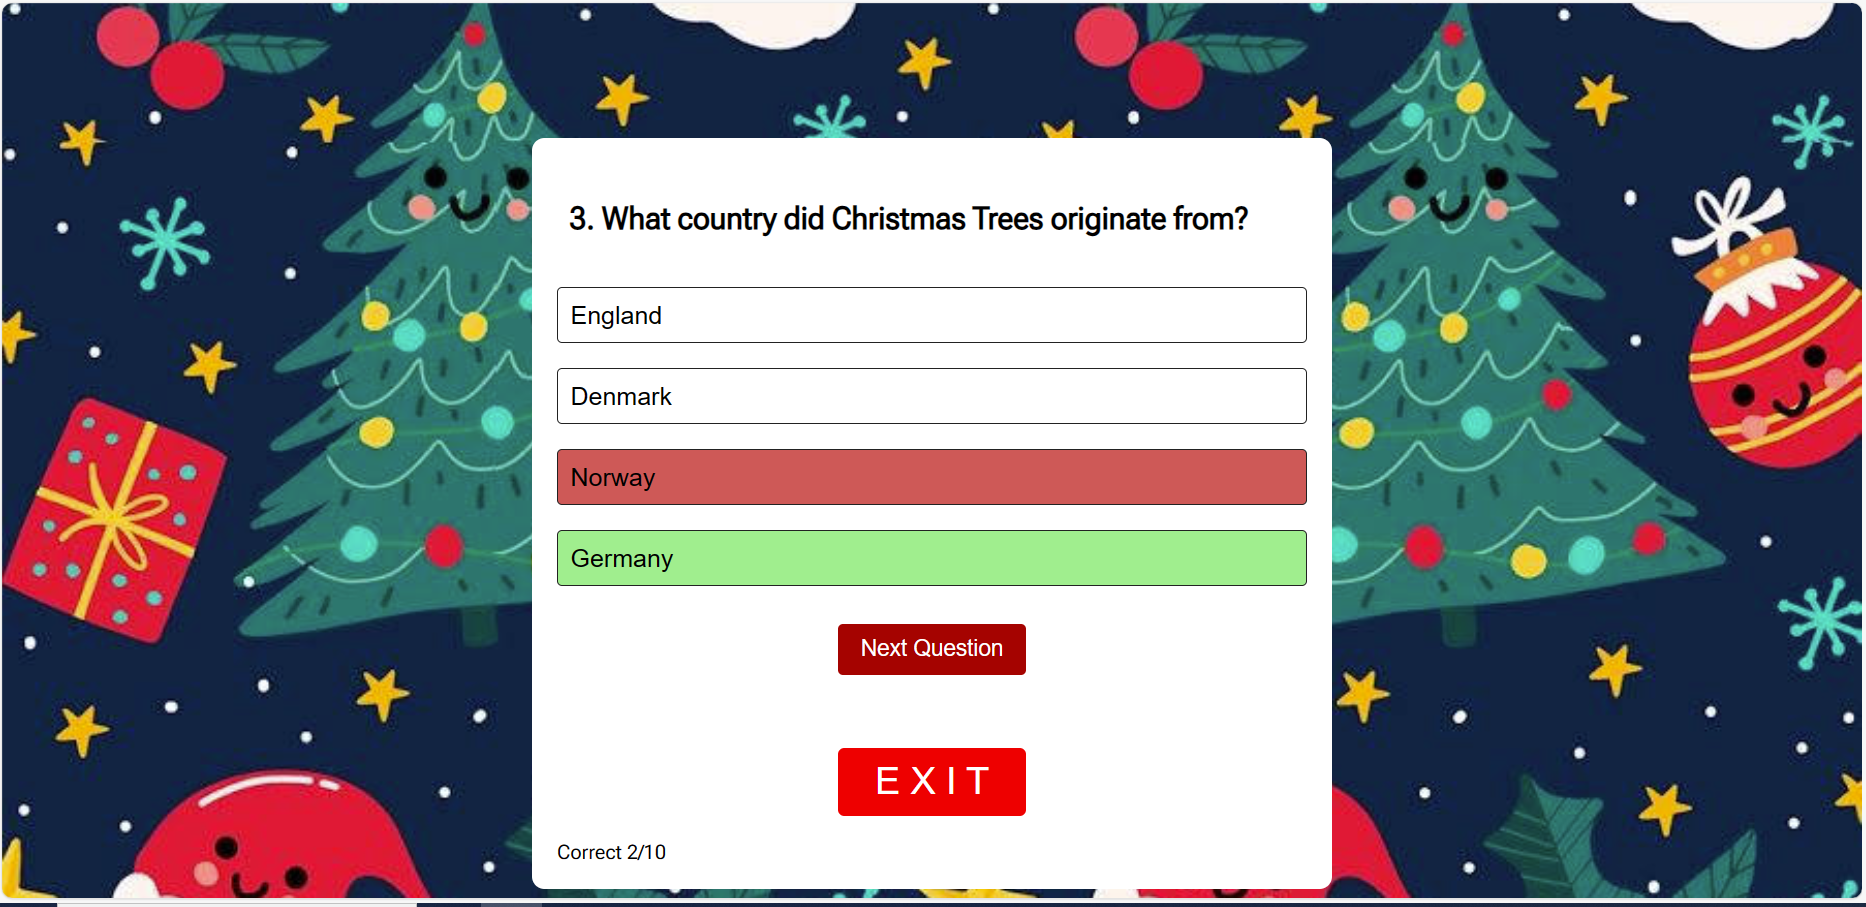 3. What country did Christmas Trees originate from?
England
Denmark
Norway
Germany
Next Question
EXIT
Correct 2/10